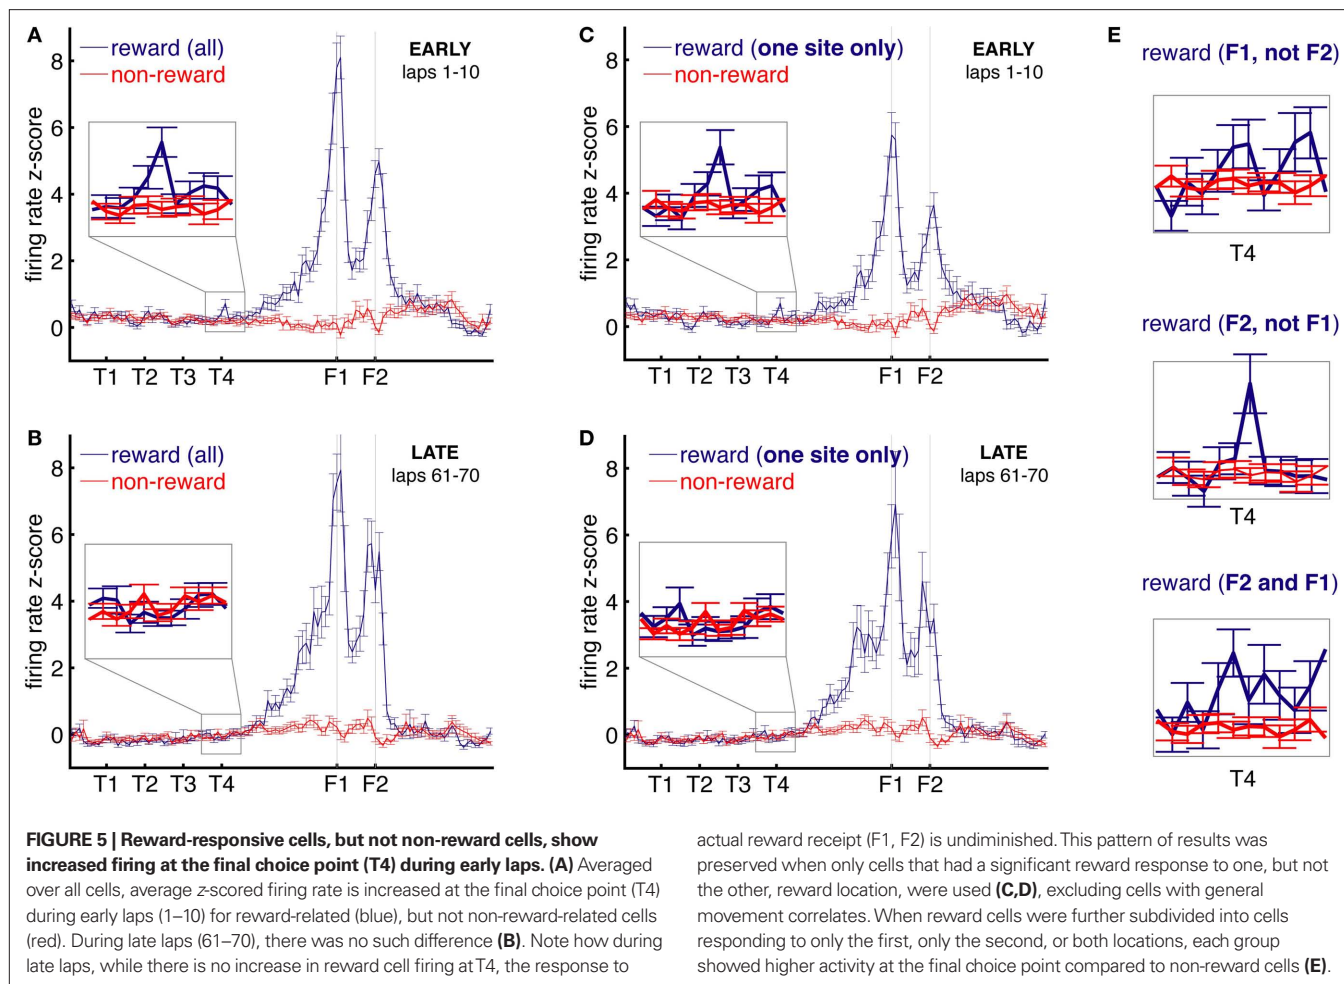 A
reward (all)
non-reward
EARLY
laps 1-10
firing rate z-score
8
6
4
2
0
T1 T2 T3 T4 F1 F2
C
reward (one site only)
non-reward
EARLY
laps 1-10
firing rate z-score
8
6
4
2
0
T1 T2 T3 T4 F1 F2
E
reward (F1, not F2)
T4
reward (F2, not F1)
T4
reward (F2 and F1)
T4
B
reward (all)
non-reward
LATE
laps 61-70
firing rate z-score
8
6
4
2
0
T1 T2 T3 T4 F1 F2
D
reward (one site only)
non-reward
LATE
laps 61-70
firing rate z-score
8
6
4
2
0
T1 T2 T3 T4 F1 F2
FIGURE 5 | Reward-responsive cells, but not non-reward cells, show
increased firing at the final choice point (T4) during early laps. (A) Averaged
over all cells, average z-scored firing rate is increased at the final choice point (T4)
during early laps (1–10) for reward-related (blue), but not non-reward-related cells
(red). During late laps (61–70), there was no such difference (B). Note how during
late laps, while there is no increase in reward cell firing at T4, the response to
actual reward receipt (F1, F2) is undiminished. This pattern of results was
preserved when only cells that had a significant reward response to one, but not
the other, reward location, were used (C,D), excluding cells with general
movement correlates. When reward cells were further subdivided into cells
responding to only the first, only the second, or both locations, each group
showed higher activity at the final choice point compared to non-reward cells (E).